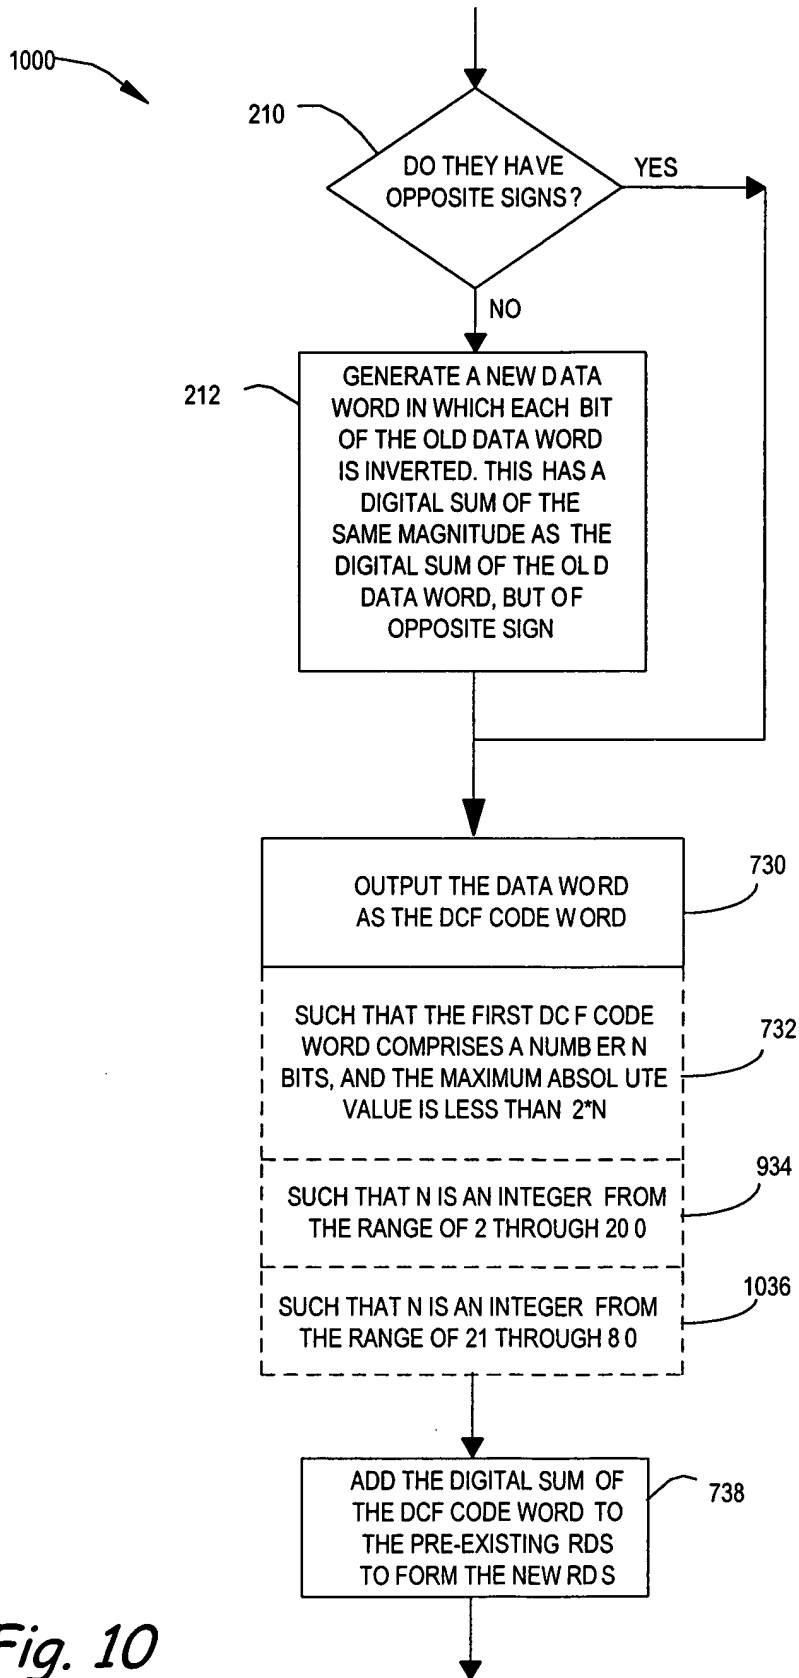 1000
210
DO THEY HAVE
OPPOSITE SIGNS?
YES
NO
212
GENERATE A NEW DATA
WORD IN WHICH EACH BIT
OF THE OLD DATA WORD
IS INVERTED. THIS HAS A
DIGITAL SUM OF THE
SAME MAGNITUDE AS THE
DIGITAL SUM OF THE OLD
DATA WORD, BUT OF
OPPOSITE SIGN
730
OUTPUT THE DATA WORD
AS THE DCF CODE WORD
SUCH THAT THE FIRST DCF CODE
WORD COMPRISES A NUMBER N
BITS, AND THE MAXIMUM ABSOLUTE
VALUE IS LESS THAN 2*N
732
934
SUCH THAT N IS AN INTEGER FROM
THE RANGE OF 2 THROUGH 200
1036
SUCH THAT N IS AN INTEGER FROM
THE RANGE OF 21 THROUGH 80
ADD THE DIGITAL SUM OF
THE DCF CODE WORD TO
THE PRE-EXISTING RDS
TO FORM THE NEW RDS
738
Fig. 10